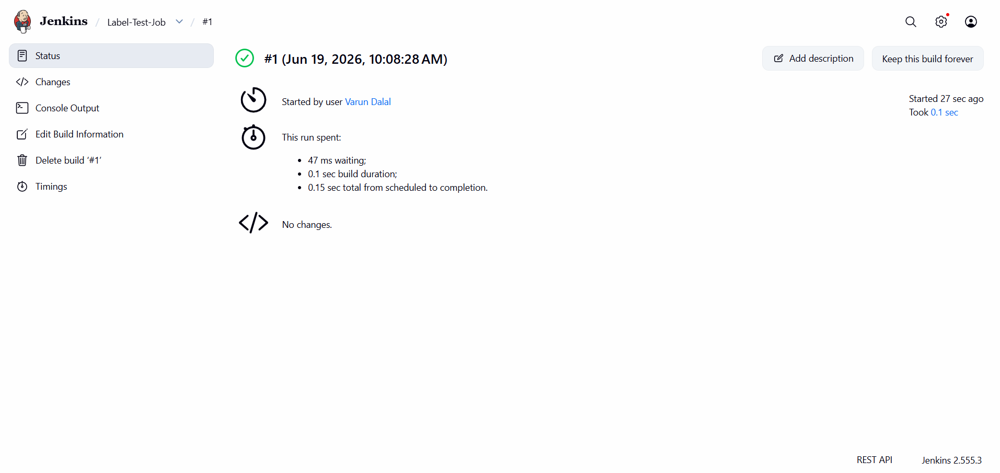 Jenkins / Label-Test-Job / #1
Status
Changes
Console Output
Edit Build Information
Delete build ‘#1’
Timings
#1 (Jun 19, 2026, 10:08:28 AM)
Add description
Keep this build forever
Started by user Varun Dalal
Started 27 sec ago
Took 0.1 sec
This run spent:
• 47 ms waiting;
• 0.1 sec build duration;
• 0.15 sec total from scheduled to completion.
No changes.
REST API
Jenkins 2.555.3